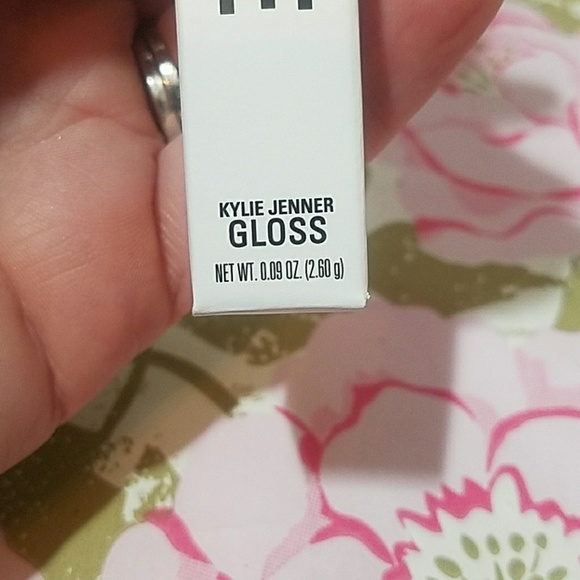 KYLIE JENNER
GLOSS
NET WT. 0.09 OZ. (2.60 g)